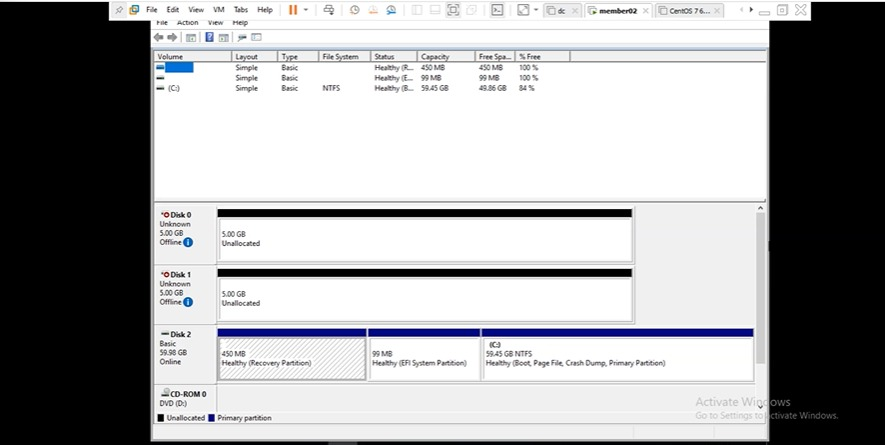 File Edit View VM Tabs Help dc member02 CentOS 7 6...
File Action View Help
Volume Layout Type File System Status Capacity Free Spa... % Free
Simple Basic Healthy (R... 450 MB 450 MB 100 %
Simple Basic Healthy (E... 99 MB 99 MB 100 %
(C:) Simple Basic NTFS Healthy (B... 59.45 GB 49.86 GB 84 %
Disk 0
Unknown
5.00 GB
Offline
5.00 GB
Unallocated
Disk 1
Unknown
5.00 GB
Offline
5.00 GB
Unallocated
Disk 2
Basic
59.98 GB
Online
450 MB
Healthy (Recovery Partition)
99 MB
Healthy (EFI System Partition)
(C:)
59.45 GB NTFS
Healthy (Boot, Page File, Crash Dump, Primary Partition)
CD-ROM 0
DVD (D:)
Unallocated Primary partition
Activate Windows
Go to Settings to activate Windows.